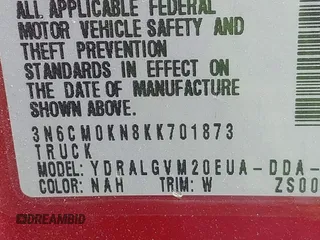 ALL APPLICABLE FEDERAL
MOTOR VEHICLE SAFETY AND
THEFT PREVENTION
STANDARDS IN EFFECT ON
THE DATE OF MANUFACTURE
SHOWN ABOVE.
3N6CM0KN8KK701873
TRUCK
MODEL: YDRALGVM20EUA-DDA-
COLOR: NAH TRIM: W ZS00
DREAMBID